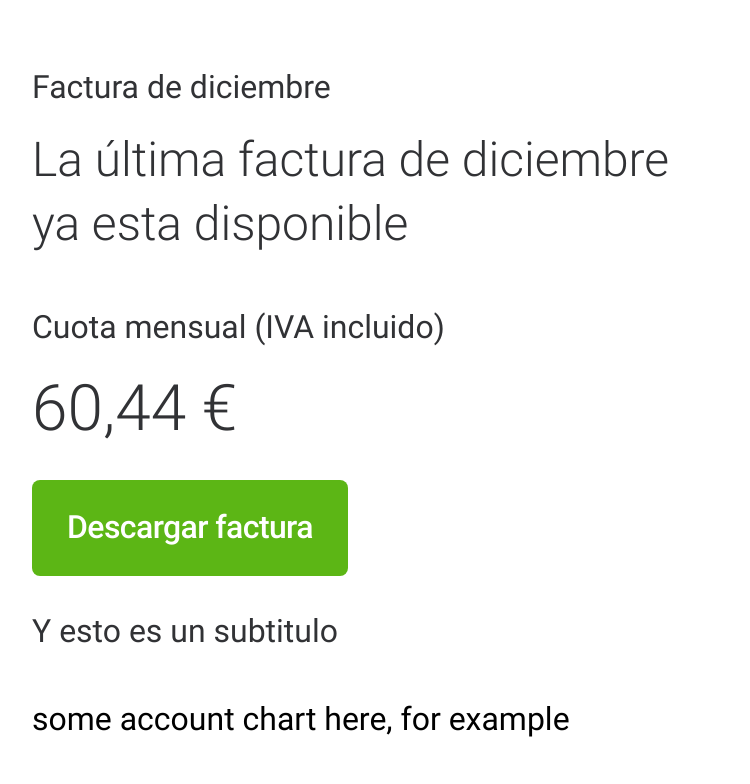 Factura de diciembre
La última factura de diciembre
ya esta disponible
Cuota mensual (IVA incluido)
60,44 €
Descargar factura
Y esto es un subtitulo
some account chart here, for example